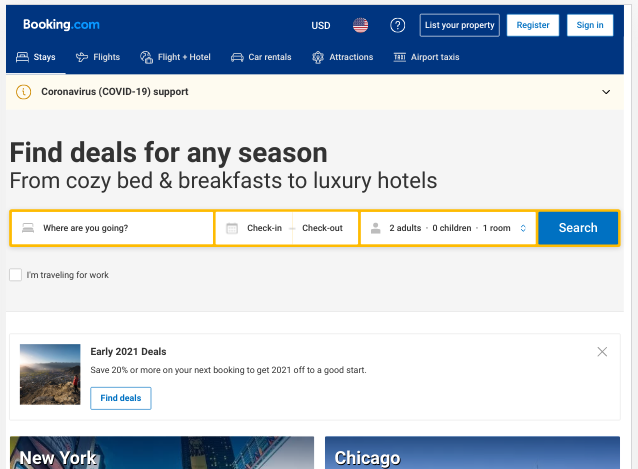 Booking.com
USD
List your property
Register
Sign in
Stays
Flights
Flight + Hotel
Car rentals
Attractions
Airport taxis
Coronavirus (COVID-19) support
Find deals for any season
From cozy bed & breakfasts to luxury hotels
Where are you going?
Check-in — Check-out
2 adults · 0 children · 1 room
Search
I'm traveling for work
Early 2021 Deals
Save 20% or more on your next booking to get 2021 off to a good start.
Find deals
New York
Chicago